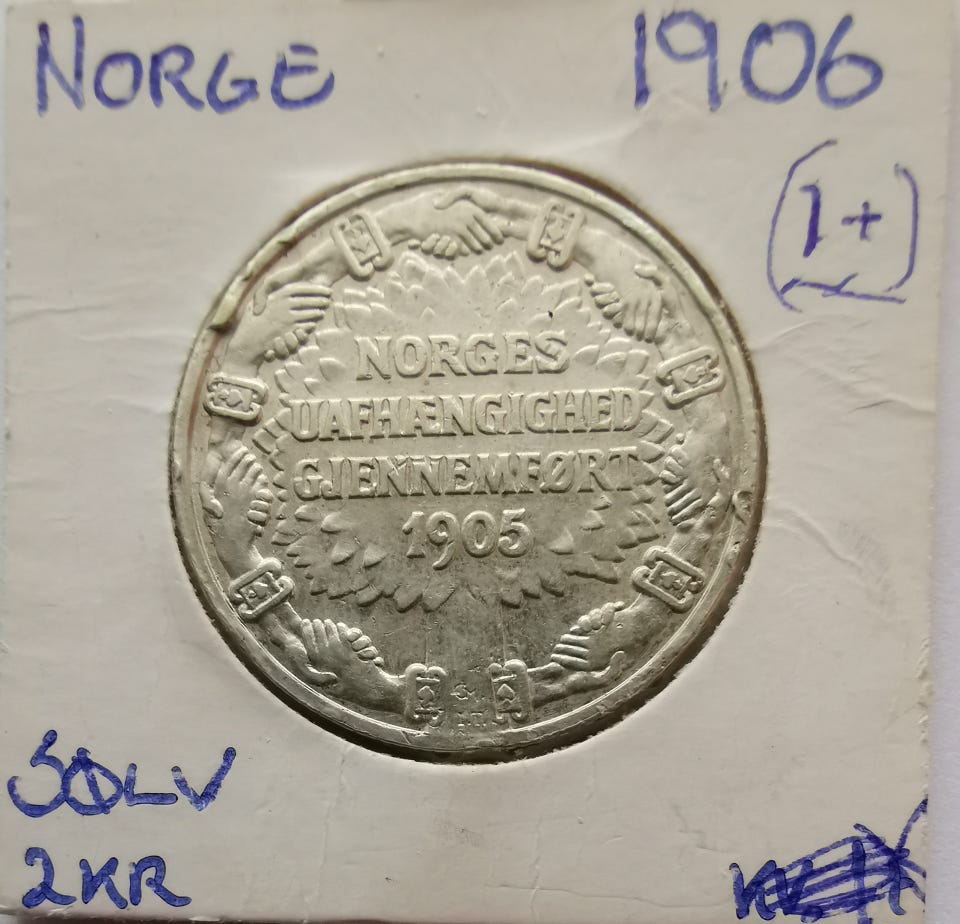 NORGE 1906
(1+)
NORGES
UAFHÆNGIGHED
GJENNEMFØRT
1905
SØLV
2KR